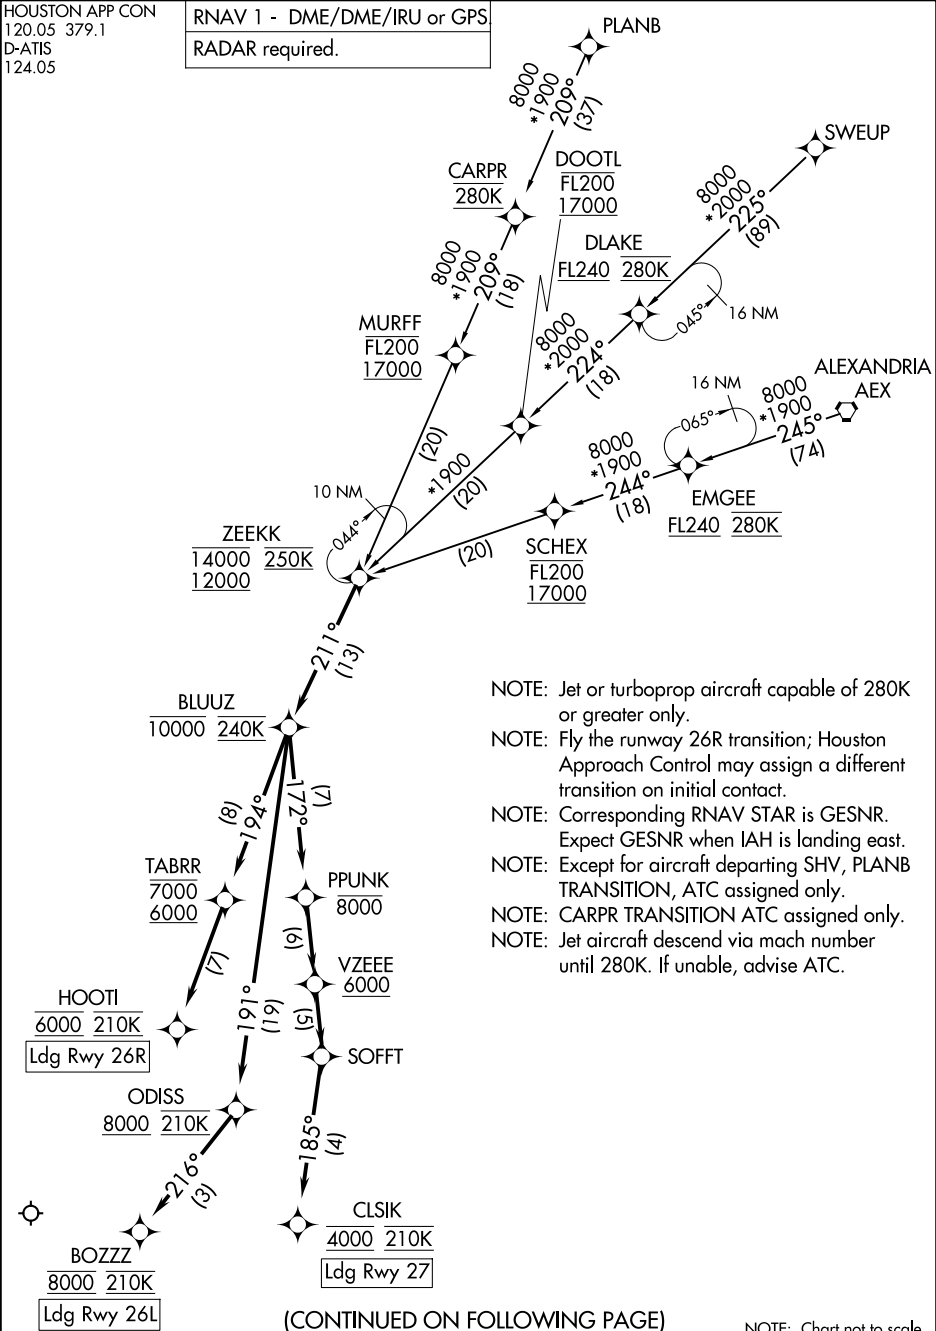 HOUSTON APP CON
120.05 379.1
D-ATIS
124.05
RNAV 1 - DME/DME/IRU or GPS.
RADAR required.
PLANB
8000
*1900
209°
(37)
SWEUP
8000
*2000
225°
(89)
CARPR
280K
DOOTL
FL200
17000
DLAKE
FL240 280K
045°
16 NM
8000
*1900
209°
(18)
MURFF
FL200
17000
8000
*2000
224°
(18)
ALEXANDRIA
AEX
16 NM
065°
8000
*1900
245°
(74)
EMGEE
FL240 280K
8000
*1900
244°
(18)
SCHEX
FL200
17000
(20)
(20)
*1900
(20)
10 NM
044°
ZEEKK
14000 250K
12000
211°
(13)
BLUUZ
10000 240K
NOTE: Jet or turboprop aircraft capable of 280K
or greater only.
NOTE: Fly the runway 26R transition; Houston
Approach Control may assign a different
transition on initial contact.
NOTE: Corresponding RNAV STAR is GESNR.
Expect GESNR when IAH is landing east.
NOTE: Except for aircraft departing SHV, PLANB
TRANSITION, ATC assigned only.
NOTE: CARPR TRANSITION ATC assigned only.
NOTE: Jet aircraft descend via mach number
until 280K. If unable, advise ATC.
(8)
194°
172°
(7)
TABRR
7000
6000
PPUNK
8000
(7)
(6)
VZEEE
6000
HOOTI
6000 210K
Ldg Rwy 26R
191°
(19)
(5)
SOFFT
ODISS
8000 210K
185°
(4)
216°
(3)
BOZZZ
8000 210K
Ldg Rwy 26L
CLSIK
4000 210K
Ldg Rwy 27
(CONTINUED ON FOLLOWING PAGE)
NOTE: Chart not to scale